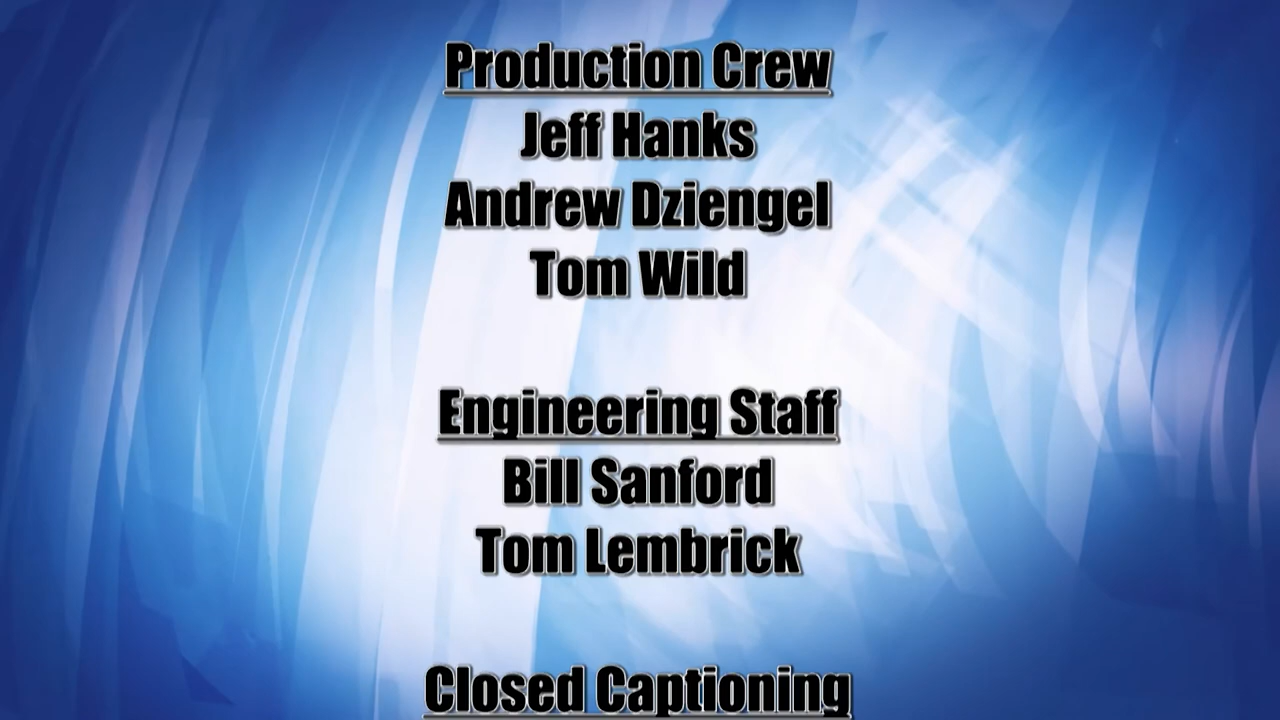 Production Crew
Jeff Hanks
Andrew Dziengel
Tom Wild
Engineering Staff
Bill Sanford
Tom Lembrick
Closed Captioning